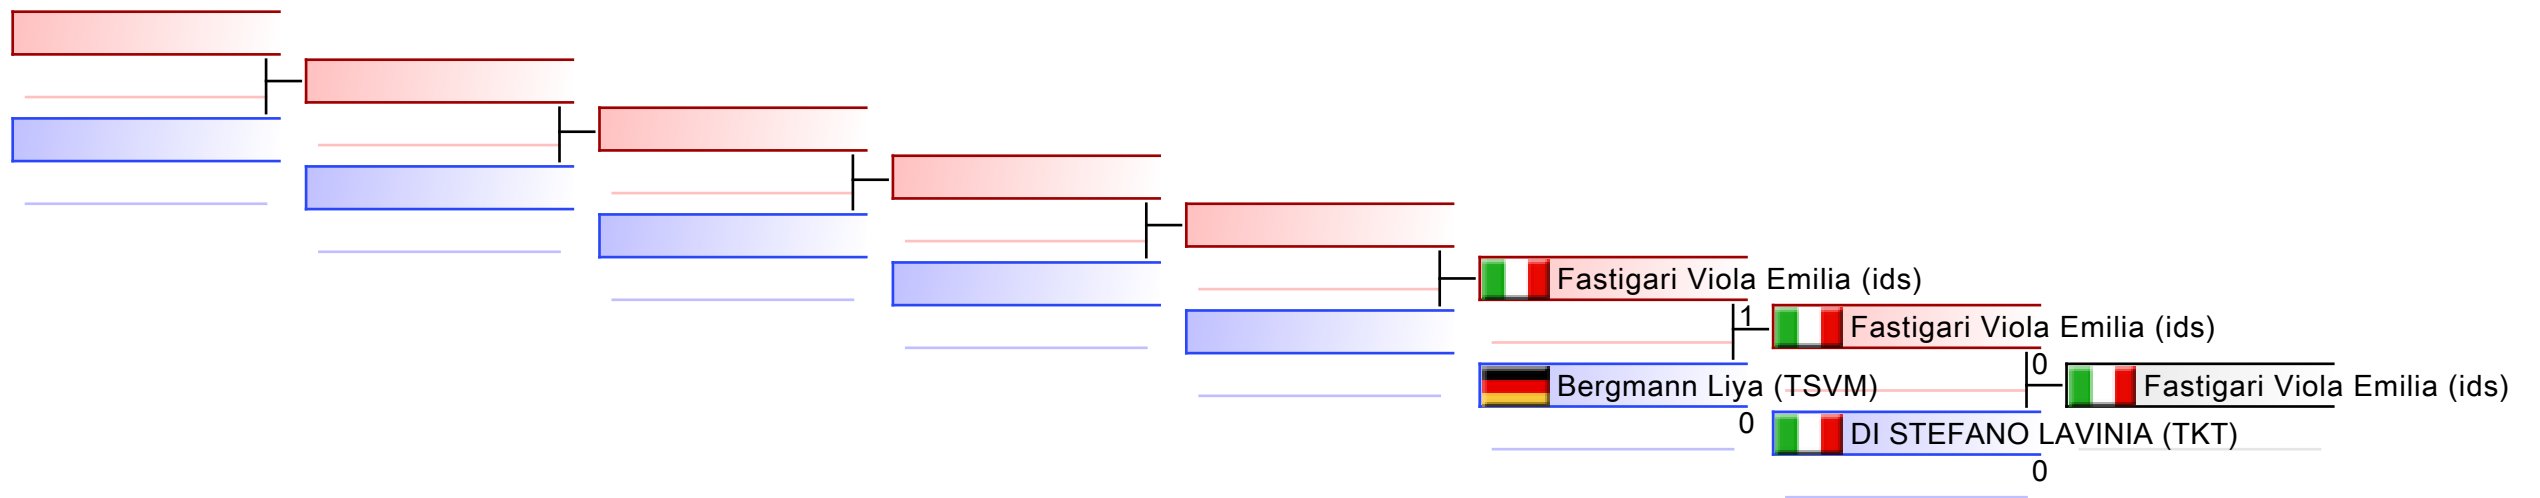 Fastigari Viola Emilia (ids)
1
Bergmann Liya (TSVM)
0
Fastigari Viola Emilia (ids)
0
DI STEFANO LAVINIA (TKT)
0
Fastigari Viola Emilia (ids)